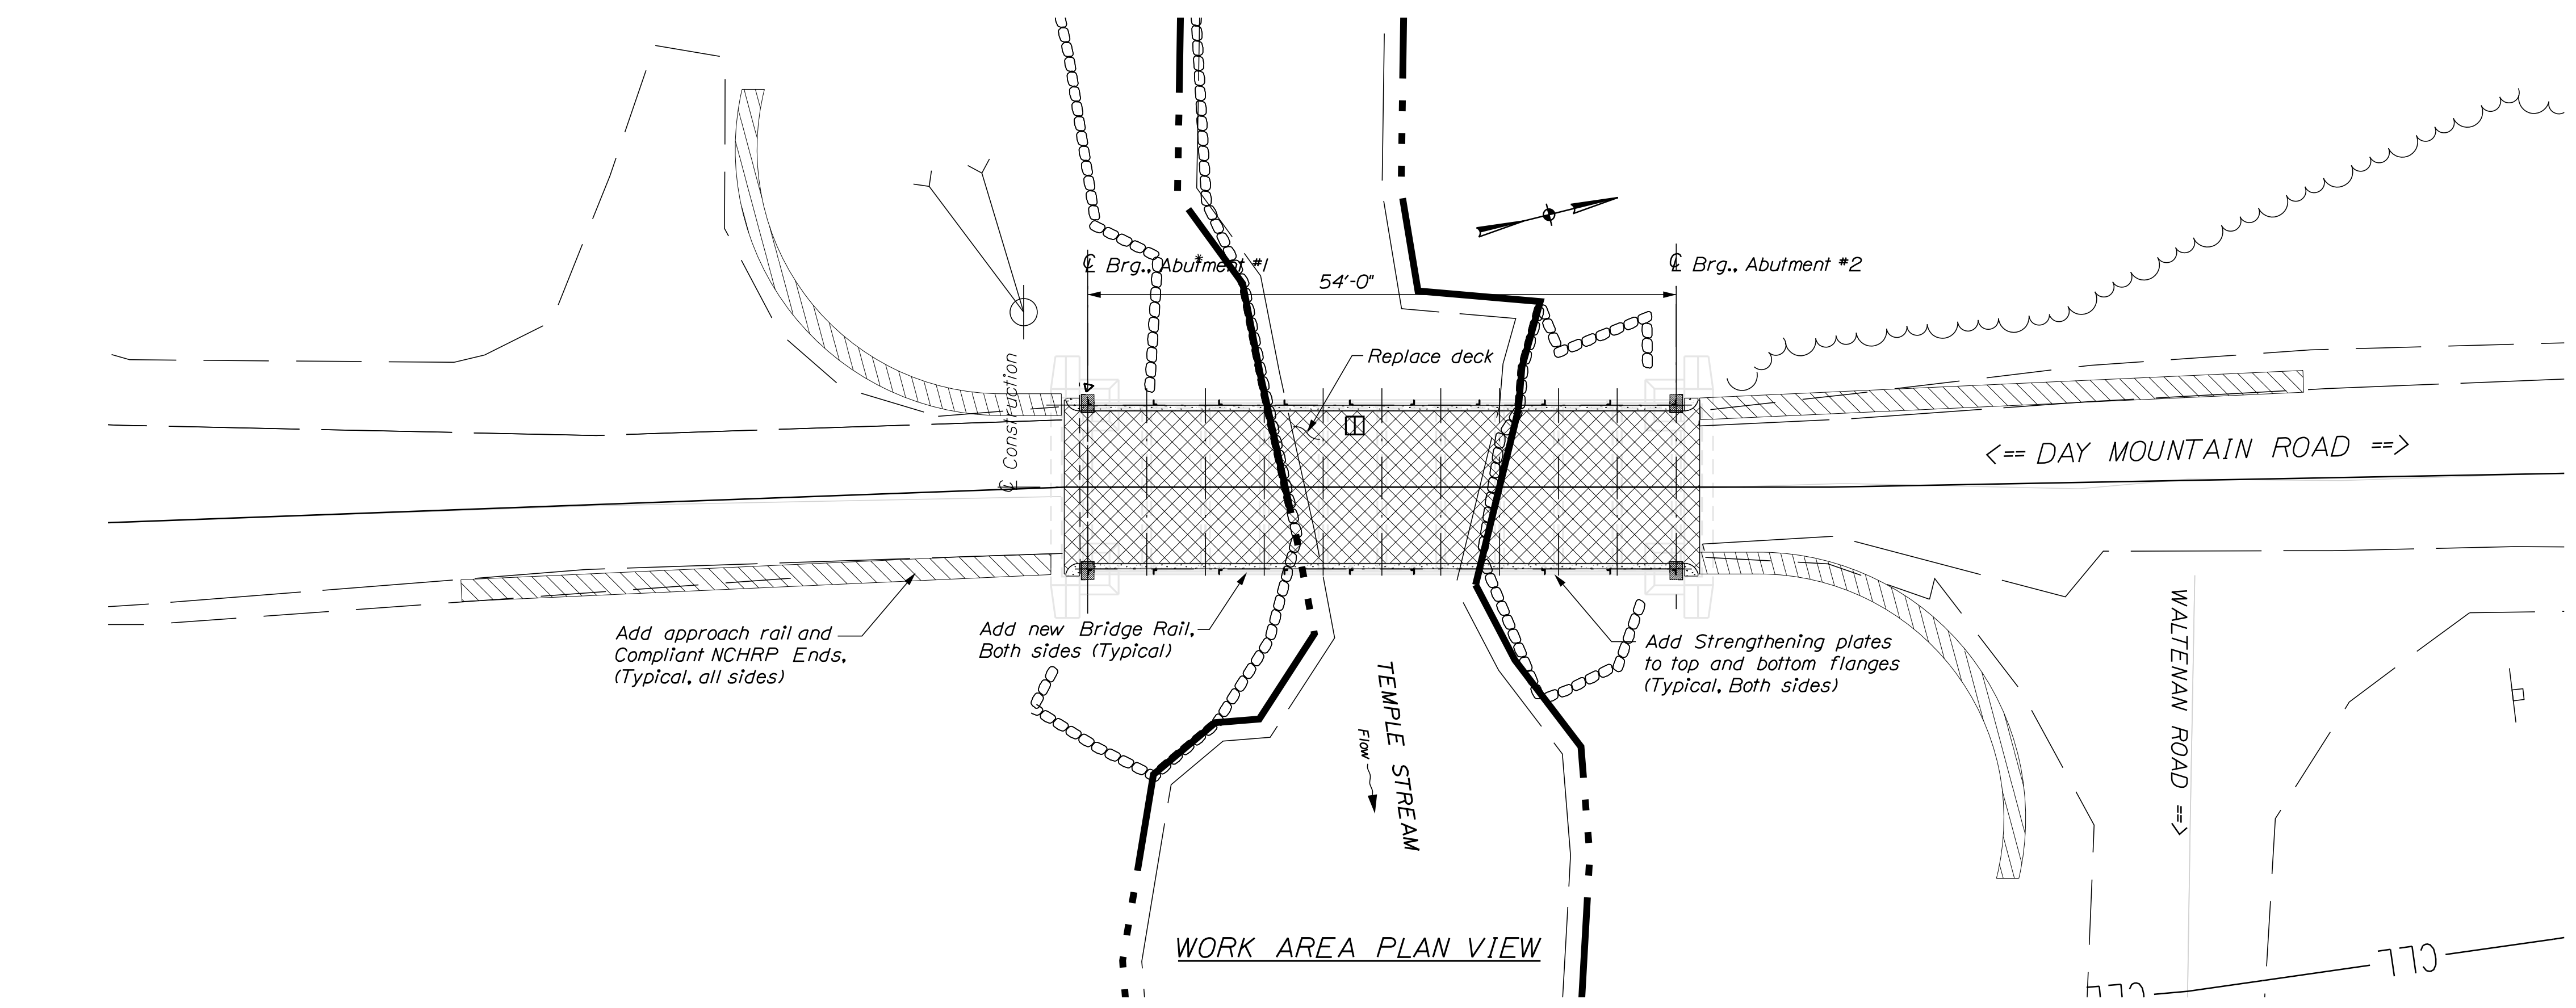 ℄ Brg., Abutment #1
*
54'-0"
℄ Brg., Abutment #2
Replace deck
℄ Construction
<== DAY MOUNTAIN ROAD ==>
Add approach rail and
Compliant NCHRP Ends,
(Typical, all sides)
Add new Bridge Rail,
Both sides (Typical)
Add Strengthening plates
to top and bottom flanges
(Typical, Both sides)
TEMPLE STREAM
Flow
WALTENAN ROAD ==>
WORK AREA PLAN VIEW
CLL